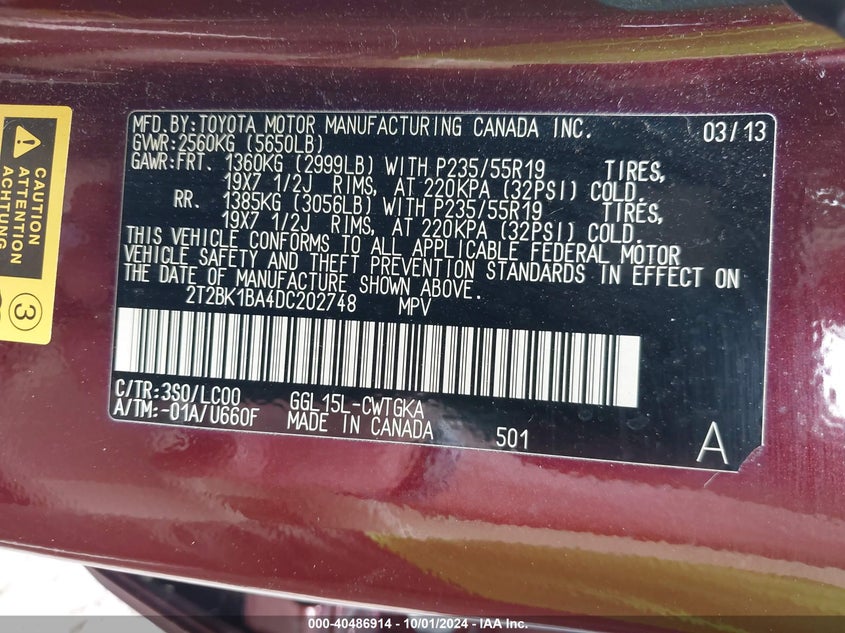 MFD.BY:TOYOTA MOTOR MANUFACTURING CANADA INC. 03/13
GVWR:2560KG (5650LB)
GAWR:FRT. 1360KG (2999LB) WITH P235/55R19 TIRES,
19X7 1/2J RIMS, AT 220KPA (32PSI) COLD.
RR. 1385KG (3056LB) WITH P235/55R19 TIRES,
19X7 1/2J RIMS, AT 220KPA (32PSI) COLD.
THIS VEHICLE CONFORMS TO ALL APPLICABLE FEDERAL MOTOR
VEHICLE SAFETY AND THEFT PREVENTION STANDARDS IN EFFECT ON
THE DATE OF MANUFACTURE SHOWN ABOVE.
2T2BK1BA4DC202748 MPV
C/TR:3S0/LC00 GGL15L-CWTGKA
A/TM:-01A/U660F MADE IN CANADA 501 A
CAUTION
ATTENTION
ACHTUNG
3
000-40486914 - 10/01/2024 - IAA Inc.